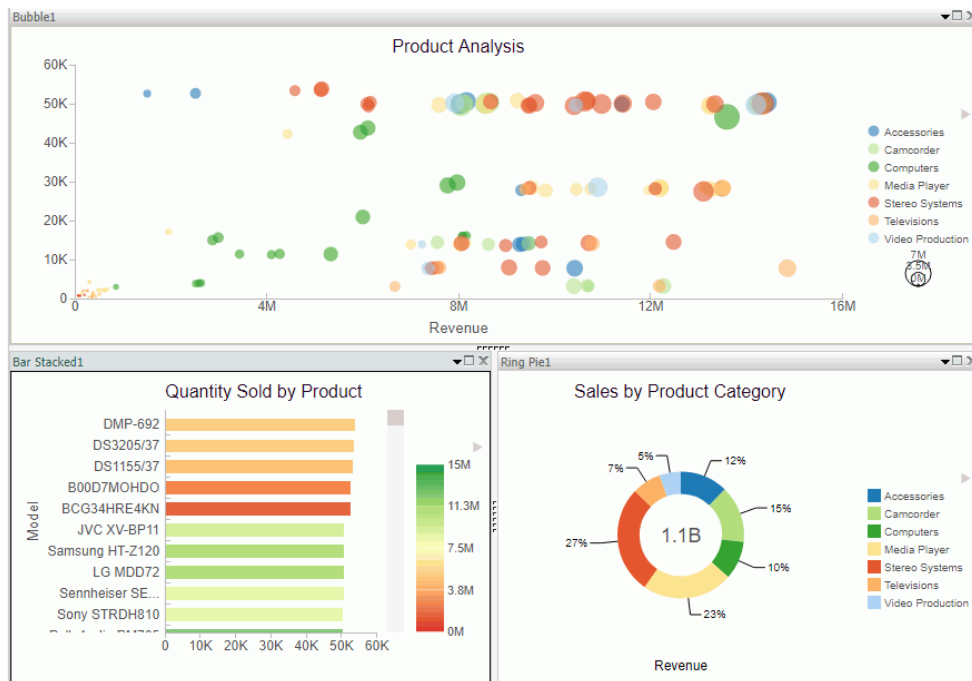 Bubble1
Product Analysis
60K
50K
40K
30K
20K
10K
0
0
4M
8M
12M
16M
Revenue
Accessories
Camcorder
Computers
Media Player
Stereo Systems
Televisions
Video Production
7M
3.5M
0M
Bar Stacked1
Quantity Sold by Product
Model
DMP-692
DS3205/37
DS1155/37
B00D7MOHDO
BCG34HRE4KN
JVC XV-BP11
Samsung HT-Z120
LG MDD72
Sennheiser SE...
Sony STRDH810
0
10K
20K
30K
40K
50K
60K
15M
11.3M
7.5M
3.8M
0M
Ring Pie1
Sales by Product Category
12%
15%
10%
23%
27%
7%
5%
1.1B
Revenue
Accessories
Camcorder
Computers
Media Player
Stereo Systems
Televisions
Video Production